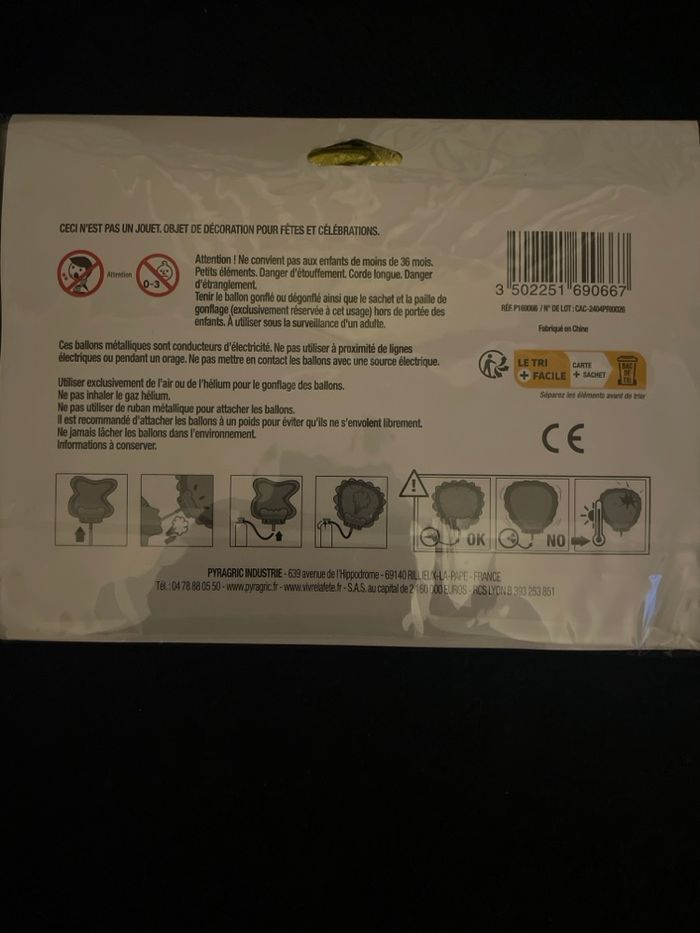 CECI N'EST PAS UN JOUET. OBJET DE DÉCORATION POUR FÊTES ET CÉLÉBRATIONS.
Attention
0-3
Attention ! Ne convient pas aux enfants de moins de 36 mois.
Petits éléments. Danger d'étouffement. Corde longue. Danger
d'étranglement.
Tenir le ballon gonflé ou dégonflé ainsi que le sachet et la paille de
gonflage (exclusivement réservée à cet usage) hors de portée des
enfants. À utiliser sous la surveillance d'un adulte.
3 502251 690667
RÉF. P169066 / N° DE LOT : CAC-2404PR0026
Fabriqué en Chine
Ces ballons métalliques sont conducteurs d'électricité. Ne pas utiliser à proximité de lignes
électriques ou pendant un orage. Ne pas mettre en contact les ballons avec une source électrique.
LE TRI
+ FACILE
CARTE
+ SACHET
BAC
DE
TRI
Séparez les éléments avant de trier
Utiliser exclusivement de l'air ou de l'hélium pour le gonflage des ballons.
Ne pas inhaler le gaz hélium.
Ne pas utiliser de ruban métallique pour attacher les ballons.
Il est recommandé d'attacher les ballons à un poids pour éviter qu'ils ne s'envolent librement.
Ne jamais lâcher les ballons dans l'environnement.
Informations à conserver.
CE
OK
NO
PYRAGRIC INDUSTRIE - 639 avenue de l'Hippodrome - 69140 RILLIEUX-LA-PAPE - FRANCE
Tél. : 04 78 88 05 50 - www.pyragric.fr - www.vivrelafete.fr - S.A.S. au capital de 2 160 000 EUROS - RCS LYON B 393 253 851